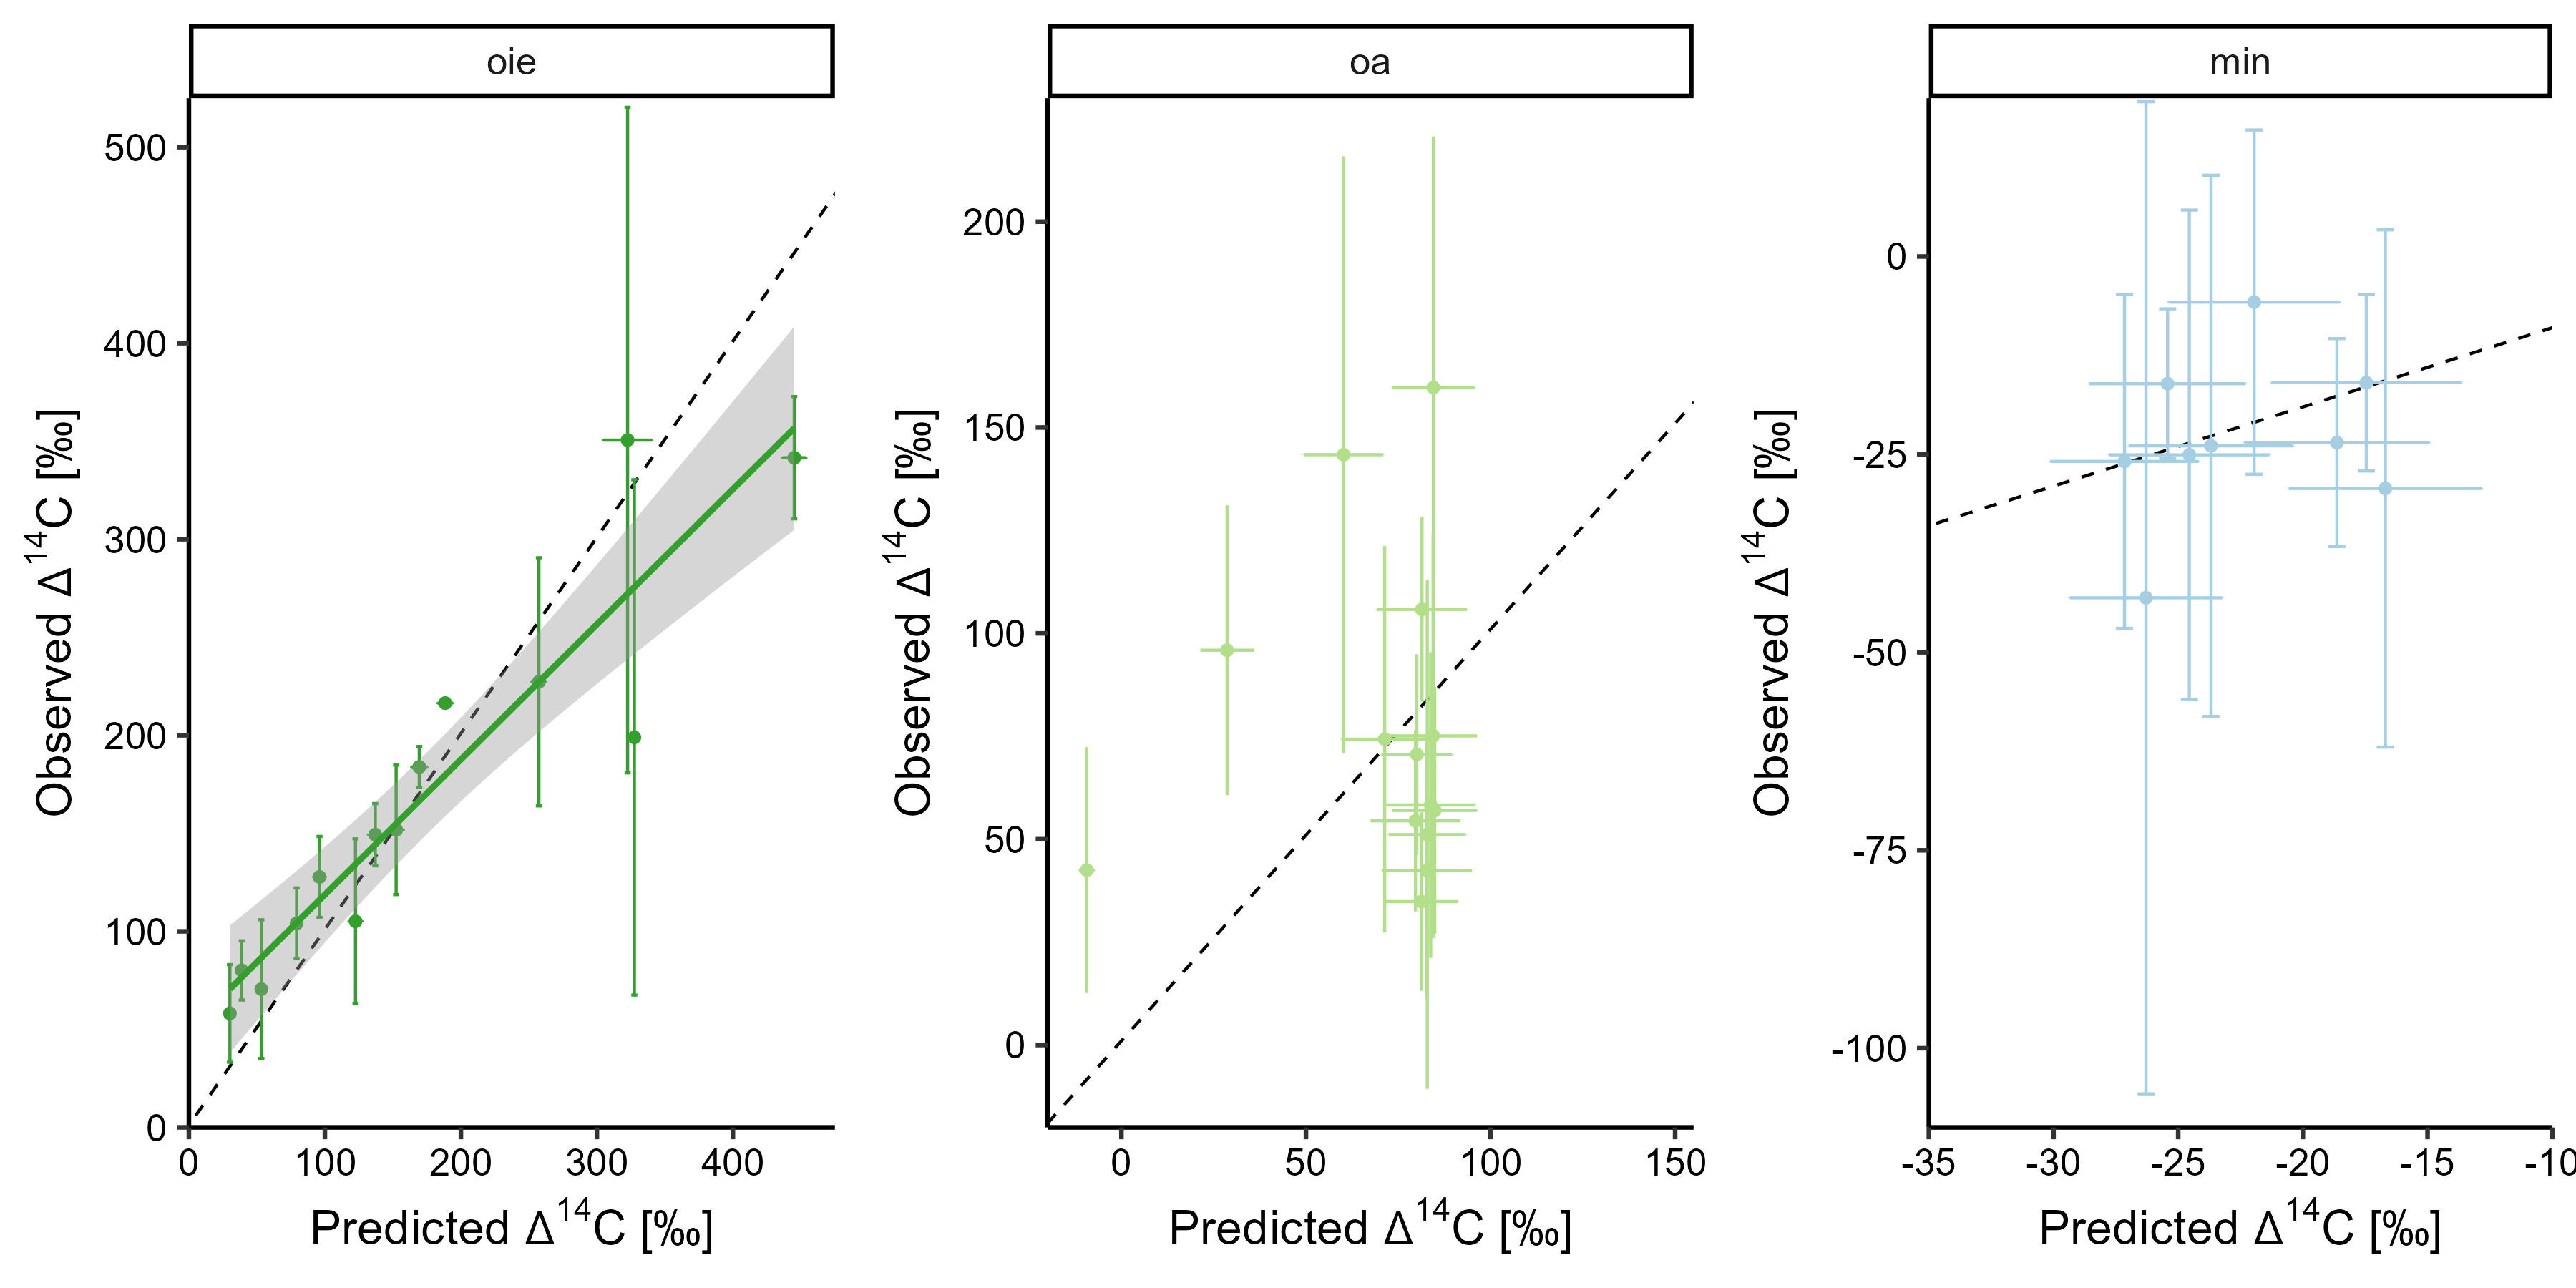 oie
oa
min
500
400
300
200
100
0
0 100 200 300 400
Observed Δ¹⁴C [‰]
Predicted Δ¹⁴C [‰]
200
150
100
50
0
0 50 100 150
Observed Δ¹⁴C [‰]
Predicted Δ¹⁴C [‰]
0
-25
-50
-75
-100
-35 -30 -25 -20 -15 -10
Observed Δ¹⁴C [‰]
Predicted Δ¹⁴C [‰]